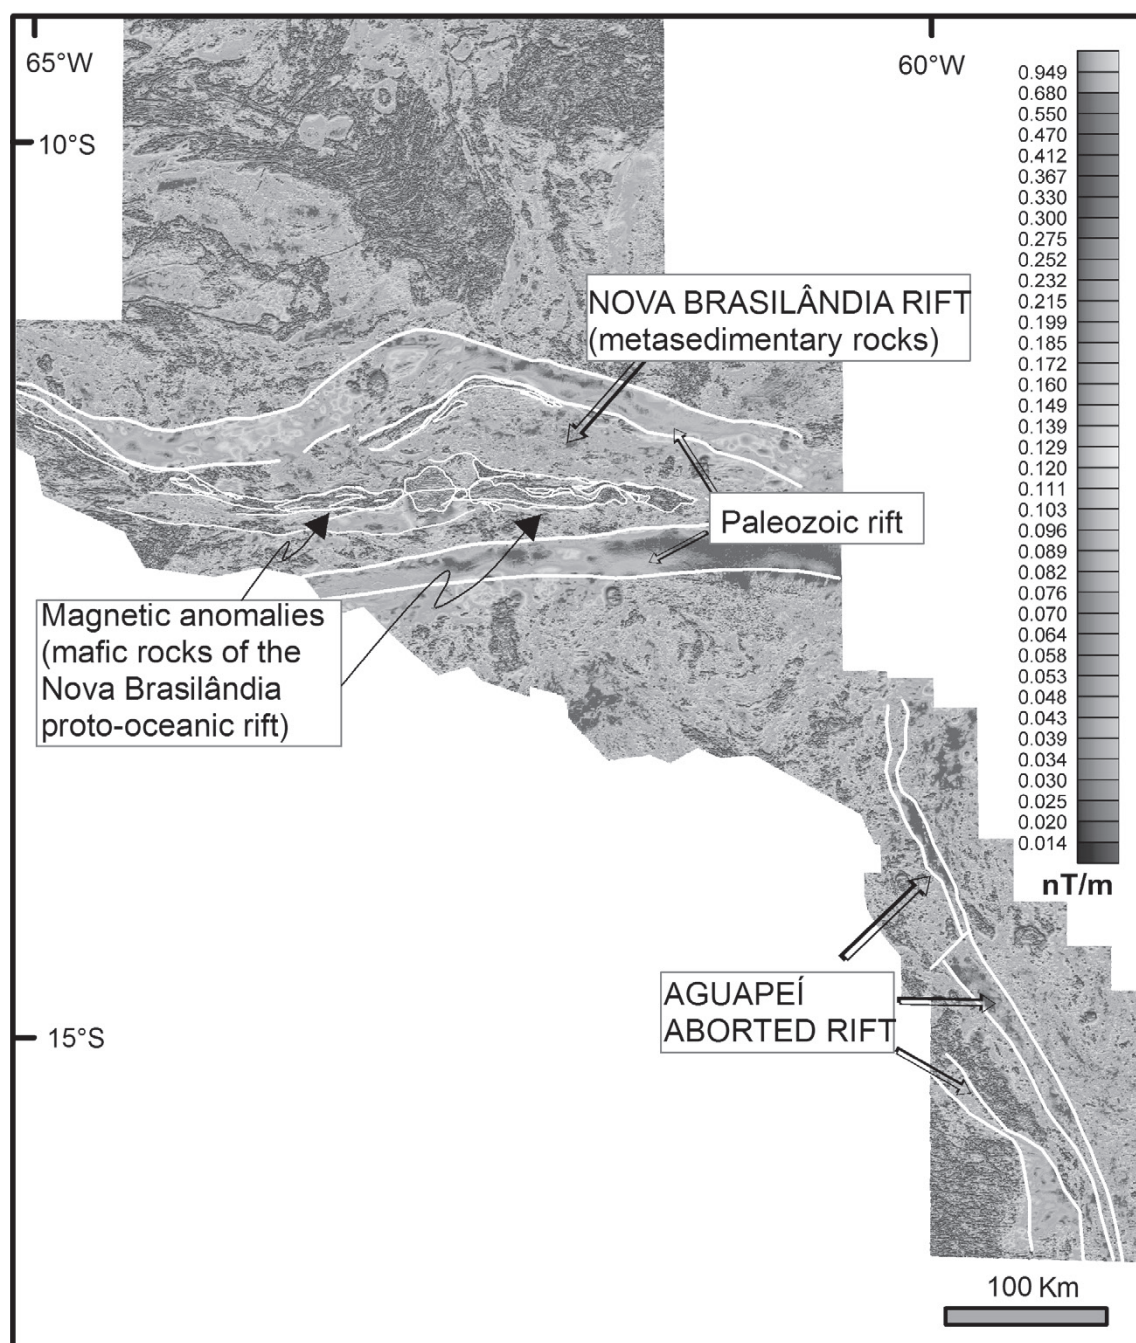 65°W
60°W
10°S
15°S
0.949
0.680
0.550
0.470
0.412
0.367
0.330
0.300
0.275
0.252
0.232
0.215
0.199
0.185
0.172
0.160
0.149
0.139
0.129
0.120
0.111
0.103
0.096
0.089
0.082
0.076
0.070
0.064
0.058
0.053
0.048
0.043
0.039
0.034
0.030
0.025
0.020
0.014
nT/m
NOVA BRASILÂNDIA RIFT
(metasedimentary rocks)
Paleozoic rift
Magnetic anomalies
(mafic rocks of the
Nova Brasilândia
proto-oceanic rift)
AGUAPEÍ
ABORTED RIFT
100 Km